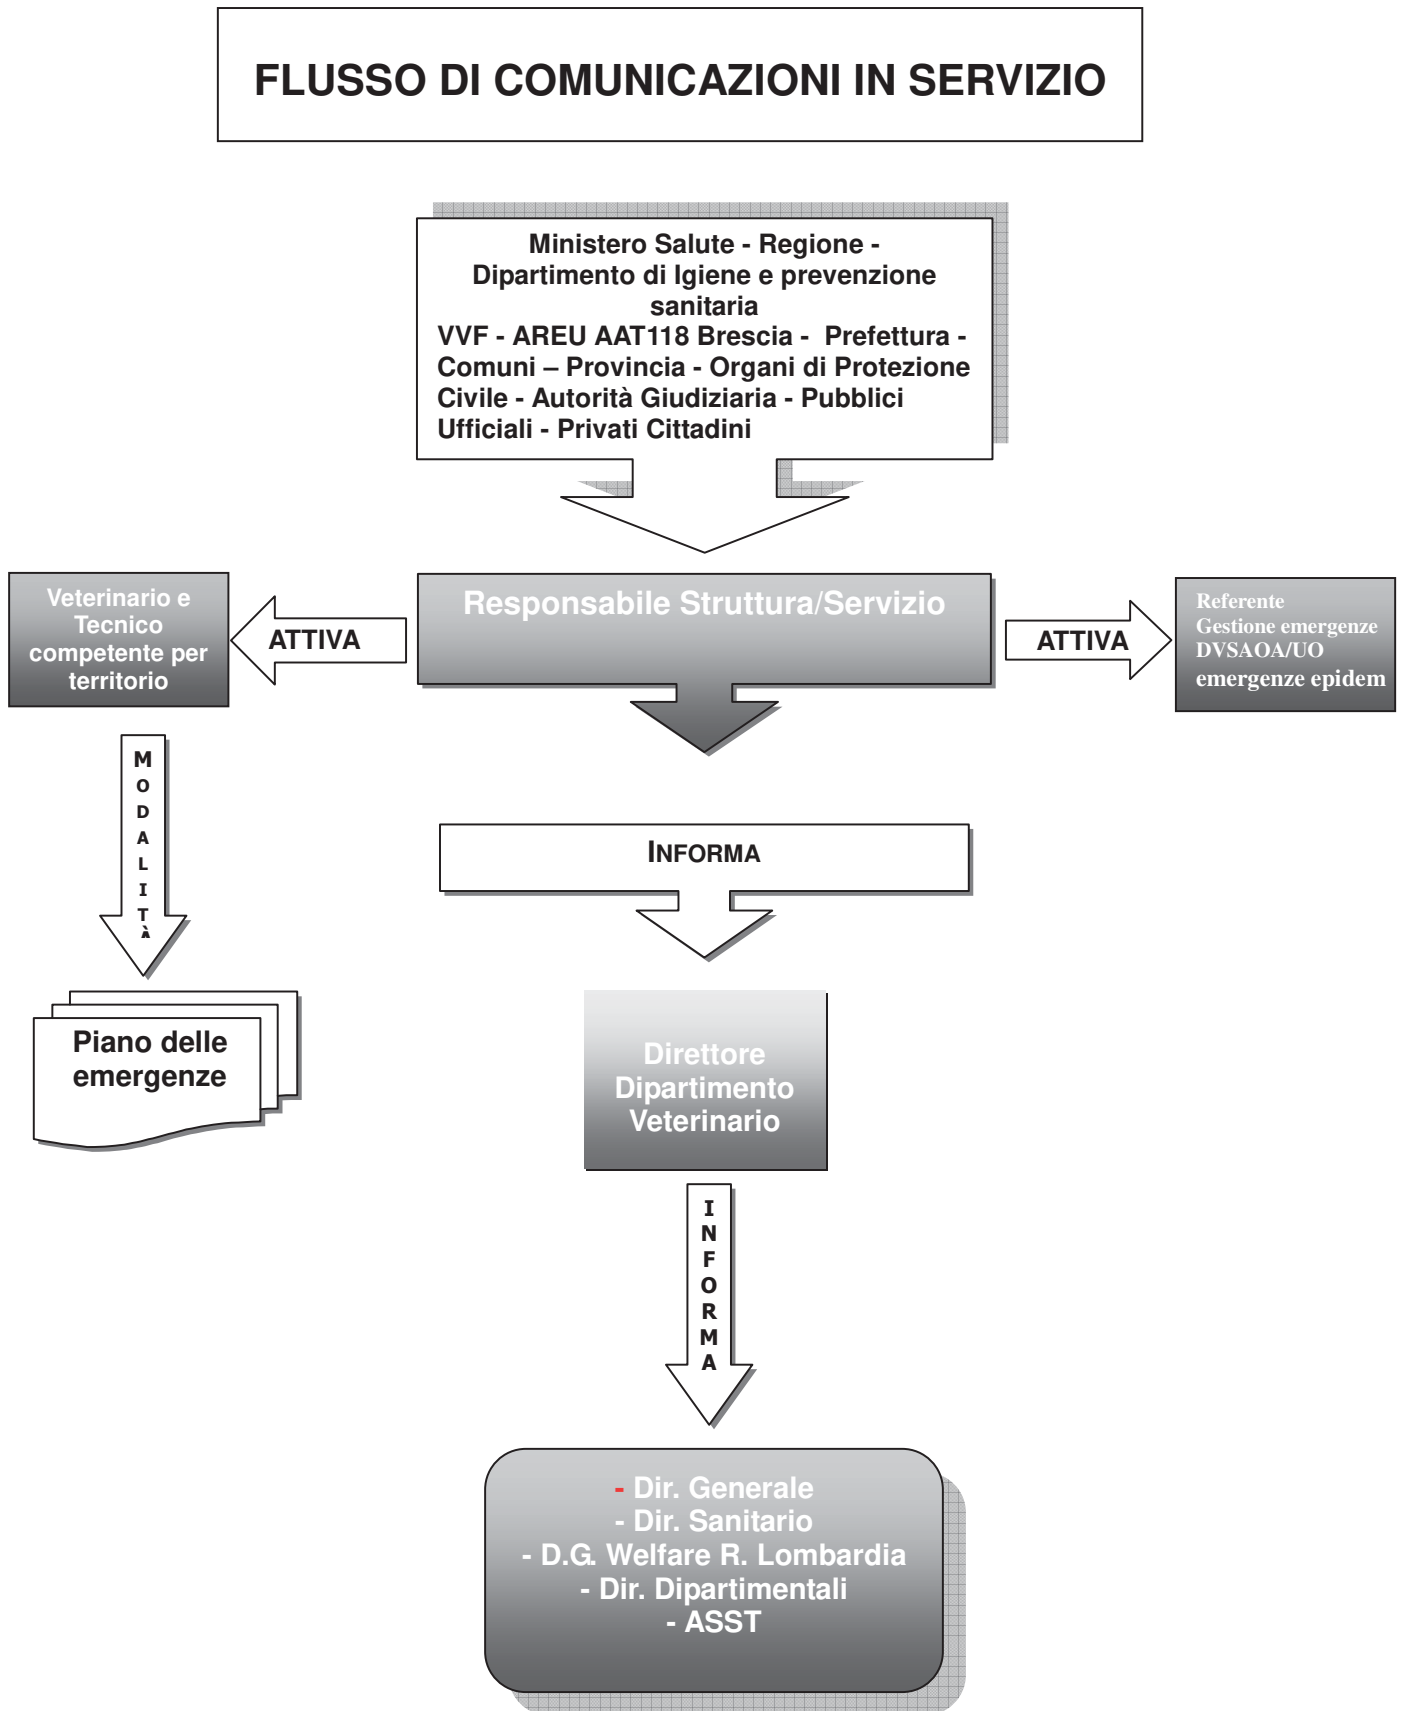 FLUSSO DI COMUNICAZIONI IN SERVIZIO
Ministero Salute - Regione -
Dipartimento di Igiene e prevenzione
sanitaria
VVF - AREU AAT118 Brescia -  Prefettura -
Comuni – Provincia - Organi di Protezione
Civile - Autorità Giudiziaria - Pubblici
Ufficiali - Privati Cittadini
Veterinario e
Tecnico
competente per
territorio
ATTIVA
Responsabile Struttura/Servizio
ATTIVA
Referente
Gestione emergenze
DVSAOA/UO
emergenze epidem
M
O
D
A
L
I
T
À
INFORMA
Piano delle
emergenze
Direttore
Dipartimento
Veterinario
I
N
F
O
R
M
A
- Dir. Generale
- Dir. Sanitario
- D.G. Welfare R. Lombardia
- Dir. Dipartimentali
- ASST